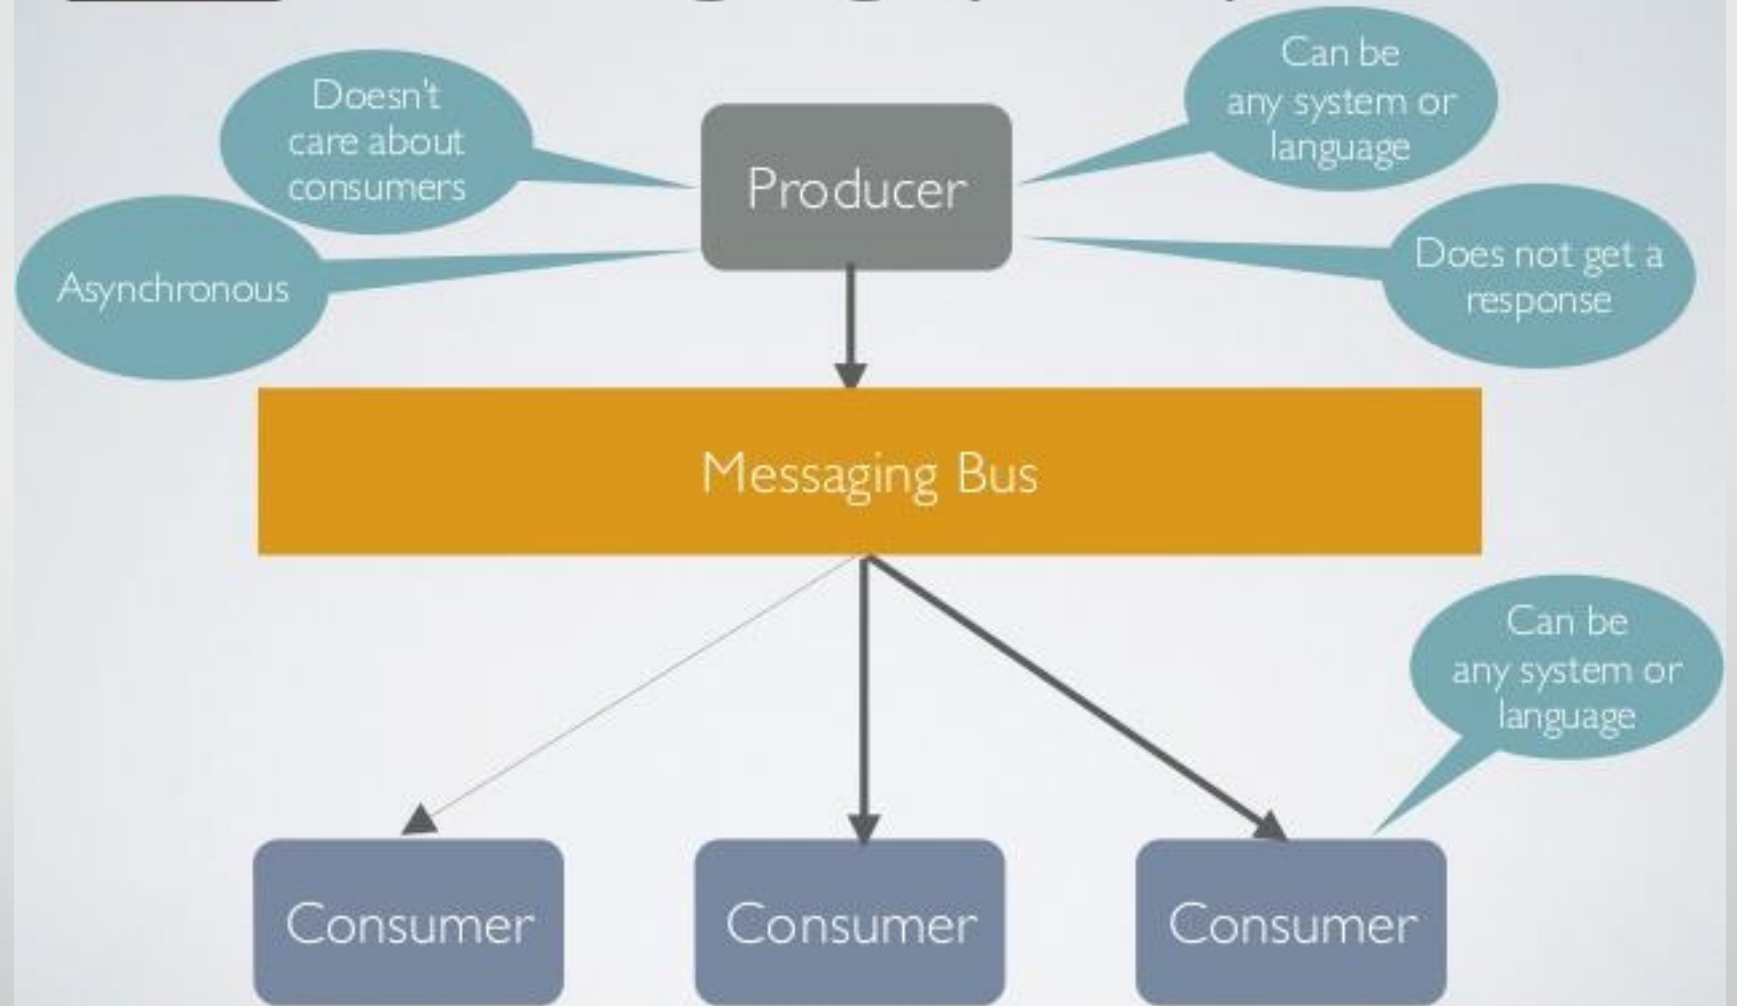 Doesn't
care about
consumers
Can be
any system or
language
Producer
Asynchronous
Does not get a
response
Messaging Bus
Can be
any system or
language
Consumer
Consumer
Consumer